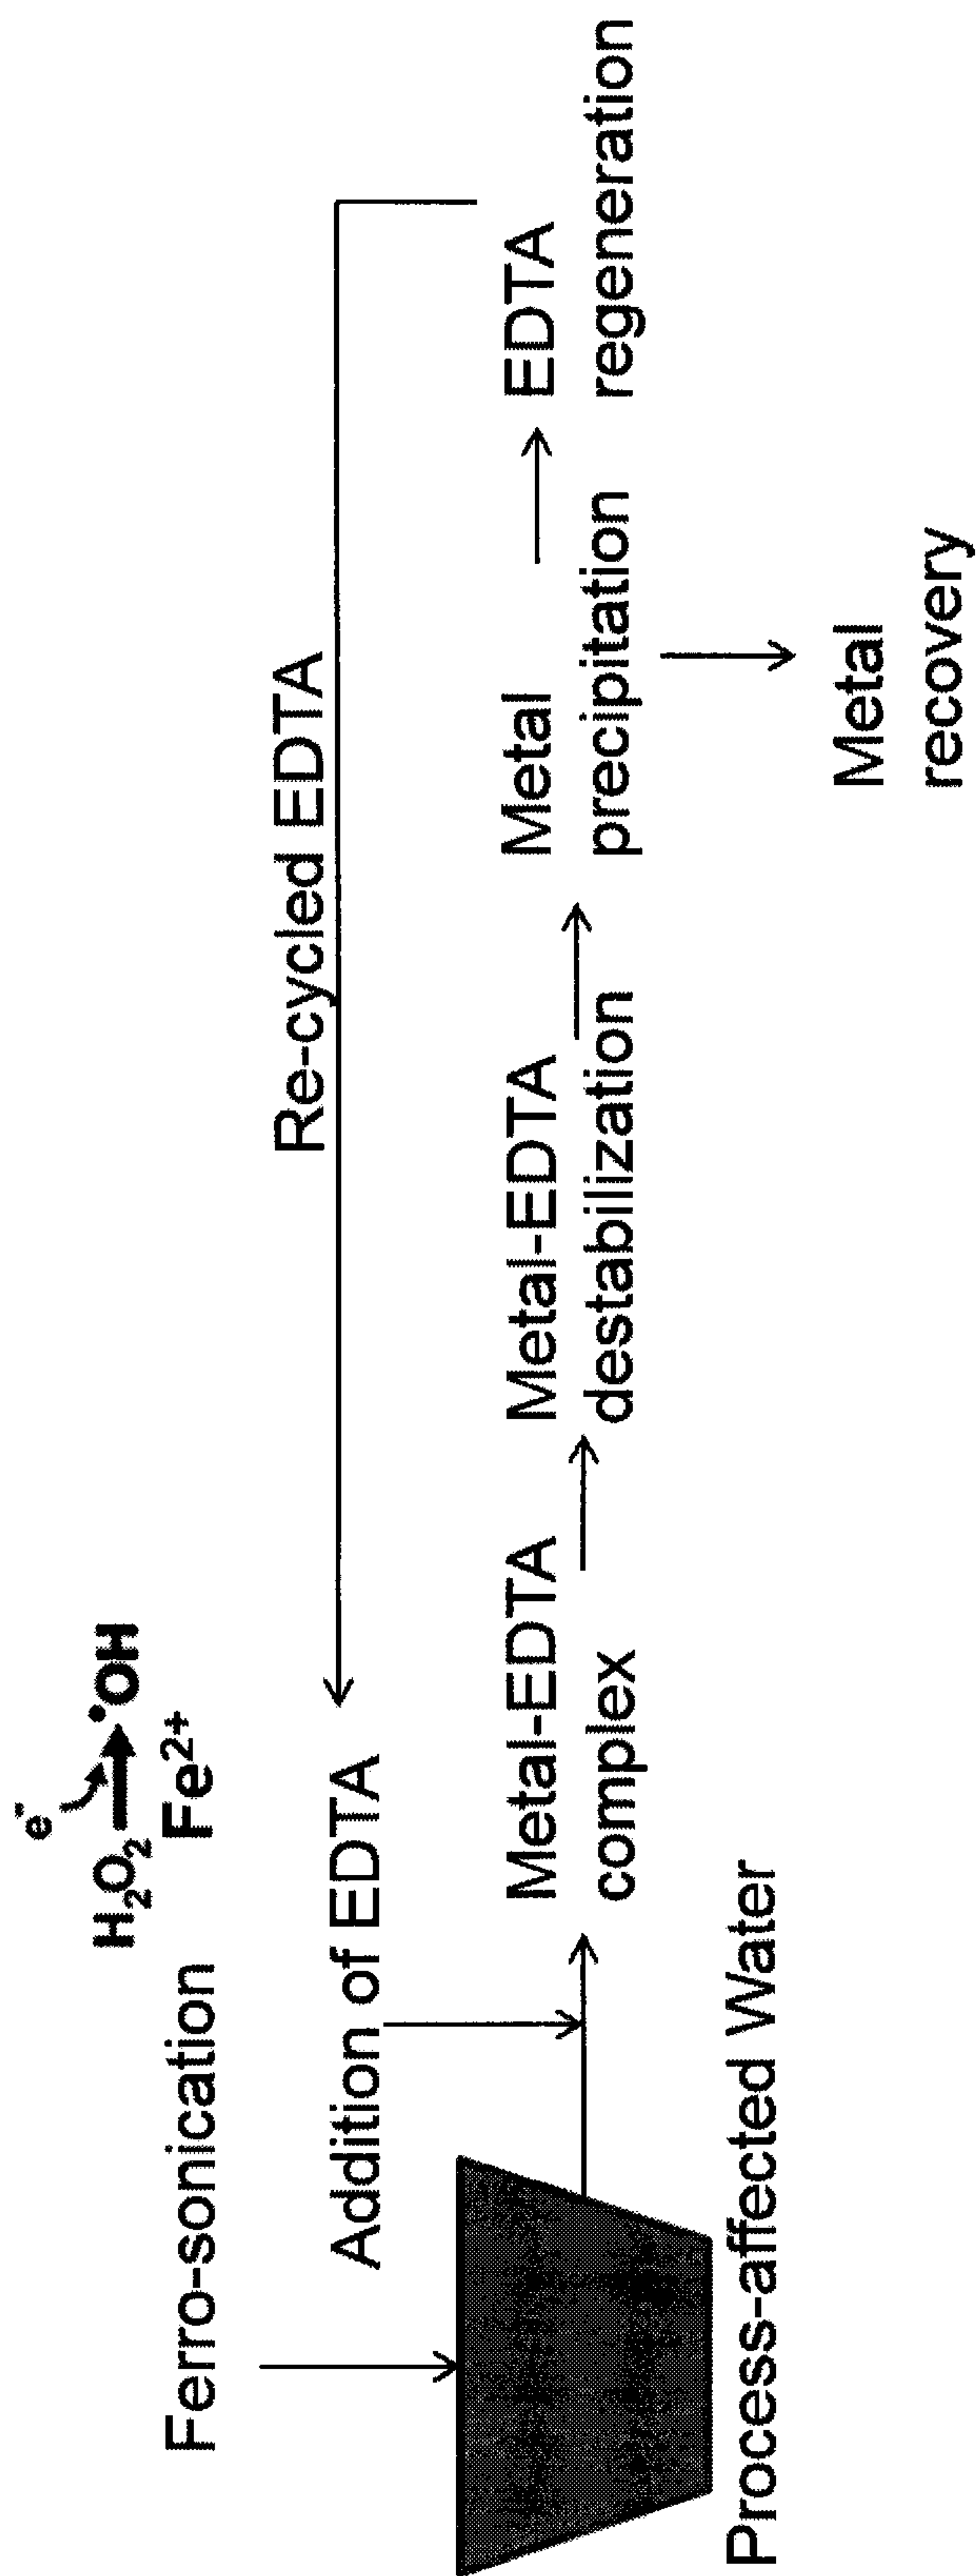 e-
H2O2 •OH
Fe2+
Ferro-sonication
Re-cycled EDTA
Addition of EDTA
Metal-EDTA
complex
Metal-EDTA
destabilization
Metal
precipitation
EDTA
regeneration
Process-affected Water
Metal
recovery